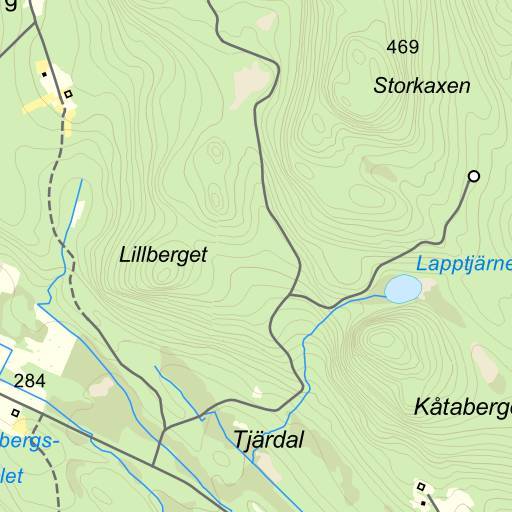 g
469
Storkaxen
Lillberget
Lapptjärne
284
Kåtaberge
bergs-
Tjärdal
let